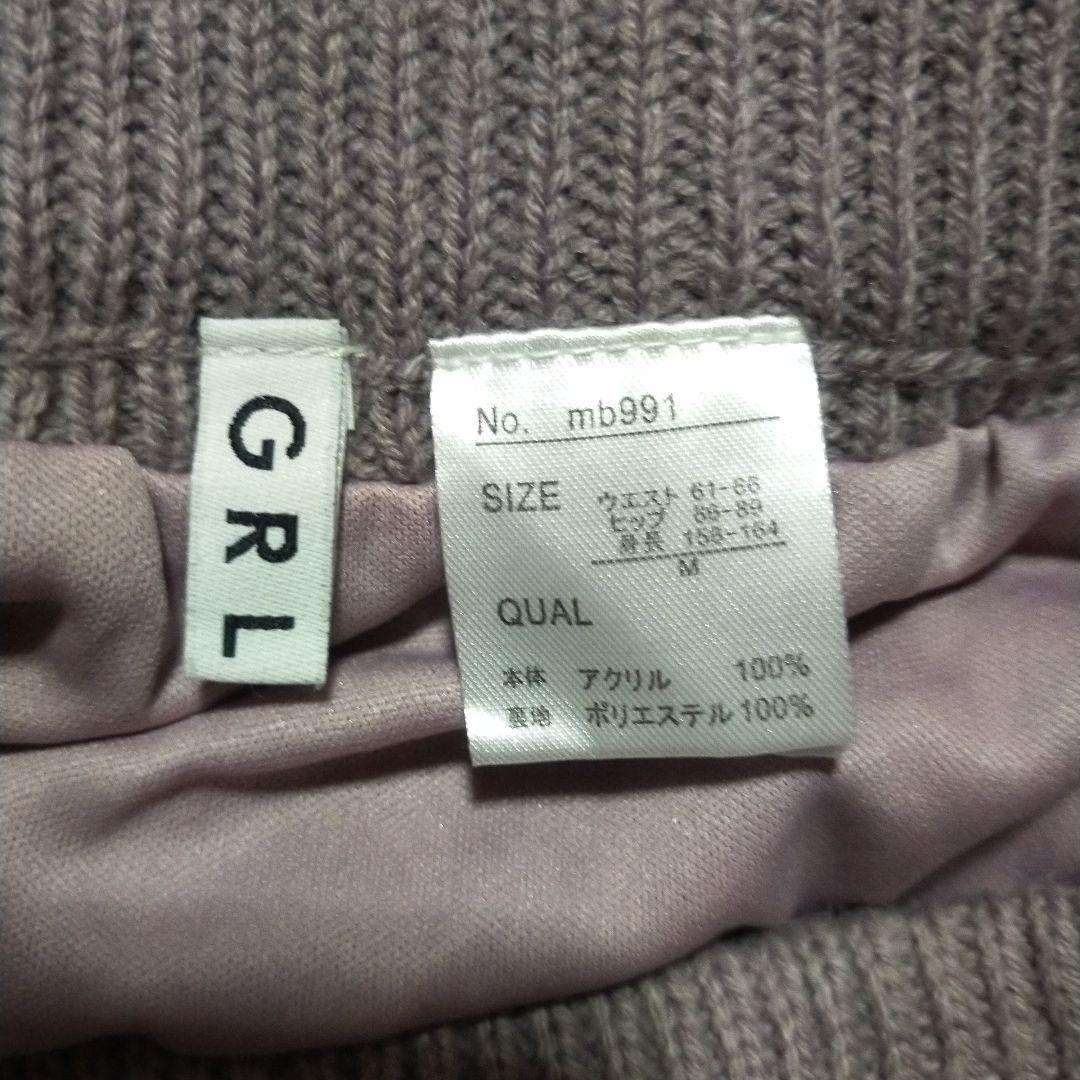 GRL
No. mb991
SIZE
ウエスト 61-66
ヒップ 86-89
身長 158-164
M
QUAL
本体 アクリル 100%
裏地 ポリエステル 100%